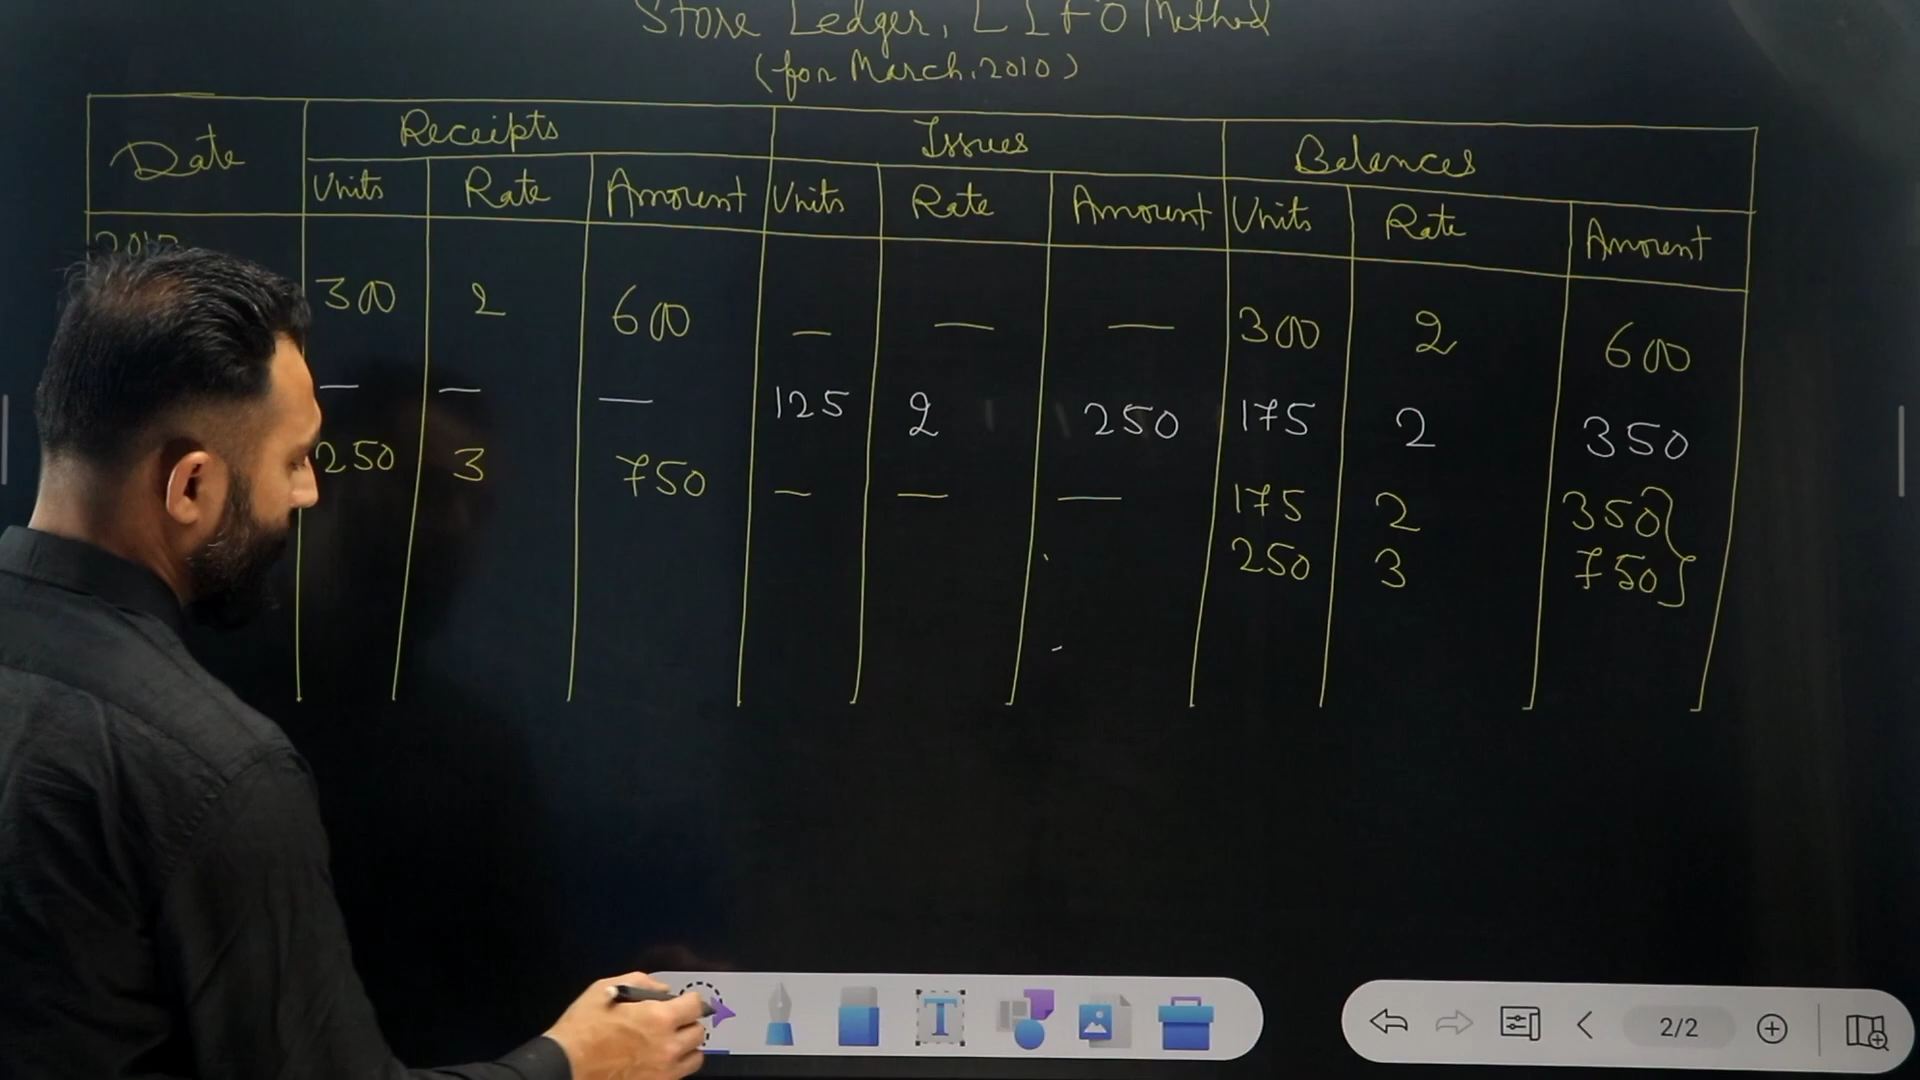 Store Ledger, LIFO Method
(for March, 2010)
Date Receipts Issues Balances
Units Rate Amount Units Rate Amount Units Rate Amount
300 2 600 — — — 300 2 600
— — — 125 2 250 175 2 350
250 3 750 — — — 175 2 350
250 3 750
T
2/2